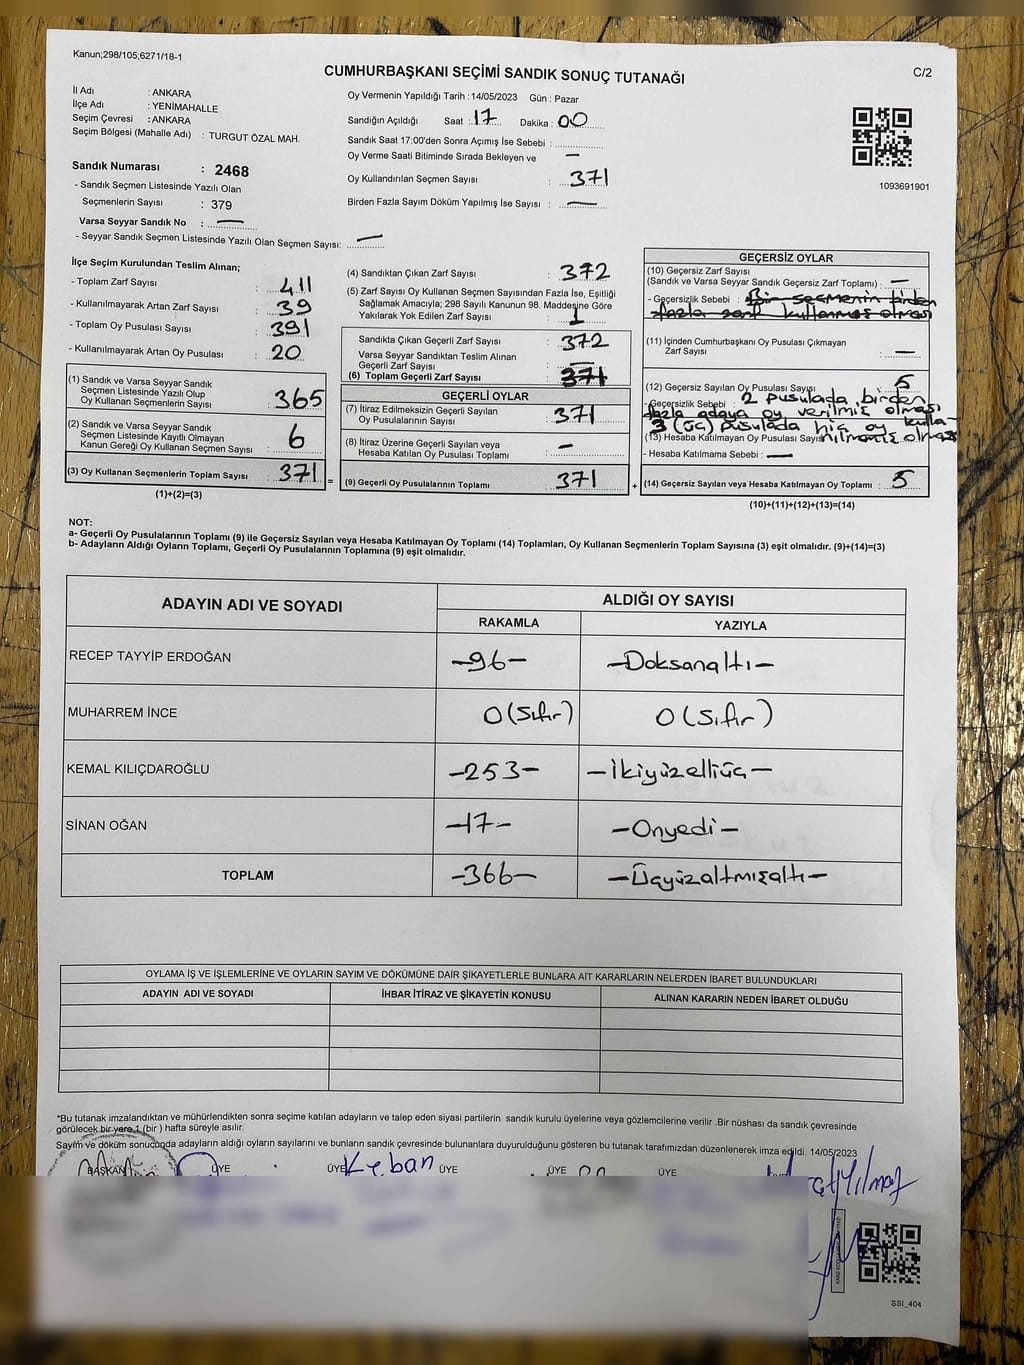 Kanun;298/105;6271/18-1
CUMHURBAŞKANI SEÇİMİ SANDIK SONUÇ TUTANAĞI
C/2
İl Adı : ANKARA
İlçe Adı : YENİMAHALLE
Seçim Çevresi : ANKARA
Seçim Bölgesi (Mahalle Adı) : TURGUT ÖZAL MAH.
Sandık Numarası : 2468
- Sandık Seçmen Listesinde Yazılı Olan
Seçmenlerin Sayısı : 379
Varsa Seyyar Sandık No : —
- Seyyar Sandık Seçmen Listesinde Yazılı Olan Seçmen Sayısı: —
Oy Vermenin Yapıldığı Tarih : 14/05/2023 Gün : Pazar
Sandığın Açıldığı Saat : 17 Dakika : 00
Sandık Saat 17:00'den Sonra Açımış İse Sebebi :
Oy Verme Saati Bitiminde Sırada Bekleyen ve —
Oy Kullandırılan Seçmen Sayısı : 371
Birden Fazla Sayım Döküm Yapılmış İse Sayısı : —
1093691901
İlçe Seçim Kurulundan Teslim Alınan;
- Toplam Zarf Sayısı : 411
- Kullanılmayarak Artan Zarf Sayısı : 39
- Toplam Oy Pusulası Sayısı : 391
- Kullanılmayarak Artan Oy Pusulası : 20
(1) Sandık ve Varsa Seyyar Sandık
Seçmen Listesinde Yazılı Olup
Oy Kullanan Seçmenlerin Sayısı : 365
(2) Sandık ve Varsa Seyyar Sandık
Seçmen Listesinde Kayıtlı Olmayan
Kanun Gereği Oy Kullanan Seçmen Sayısı : 6
(3) Oy Kullanan Seçmenlerin Toplam Sayısı : 371 =
(1)+(2)=(3)
(4) Sandıktan Çıkan Zarf Sayısı : 372
(5) Zarf Sayısı Oy Kullanan Seçmen Sayısından Fazla İse, Eşitliği
Sağlamak Amacıyla; 298 Sayılı Kanunun 98. Maddesine Göre
Yakılarak Yok Edilen Zarf Sayısı : 1
Sandıkta Çıkan Geçerli Zarf Sayısı : 372
Varsa Seyyar Sandıktan Teslim Alınan
Geçerli Zarf Sayısı : —
(6) Toplam Geçerli Zarf Sayısı : 371
GEÇERLİ OYLAR
(7) İtiraz Edilmeksizin Geçerli Sayılan
Oy Pusulalarının Sayısı : 371
(8) İtiraz Üzerine Geçerli Sayılan veya
Hesaba Katılan Oy Pusulası Toplamı : —
(9) Geçerli Oy Pusulalarının Toplamı : 371 +
GEÇERSİZ OYLAR
(10) Geçersiz Zarf Sayısı
(Sandık ve Varsa Seyyar Sandık Geçersiz Zarf Toplamı) : —
- Geçersizlik Sebebi : Bir seçmenin birden
fazla zarf kullanmış olması
(11) İçinden Cumhurbaşkanı Oy Pusulası Çıkmayan
Zarf Sayısı : —
(12) Geçersiz Sayılan Oy Pusulası Sayısı : 5
- Geçersizlik Sebebi : 2 pusulada birden
fazla adaya oy verilmiş olması
3 (üç) pusulada hiç oy kulla-
(13) Hesaba Katılmayan Oy Pusulası Sayısı nılmamış olması
- Hesaba Katılmama Sebebi : —
(14) Geçersiz Sayılan veya Hesaba Katılmayan Oy Toplamı : 5
(10)+(11)+(12)+(13)=(14)
NOT:
a- Geçerli Oy Pusulalarının Toplamı (9) ile Geçersiz Sayılan veya Hesaba Katılmayan Oy Toplamı (14) Toplamları, Oy Kullanan Seçmenlerin Toplam Sayısına (3) eşit olmalıdır. (9)+(14)=(3)
b- Adayların Aldığı Oyların Toplamı, Geçerli Oy Pusulalarının Toplamına (9) eşit olmalıdır.
ADAYIN ADI VE SOYADI
ALDIĞI OY SAYISI
RAKAMLA YAZIYLA
RECEP TAYYİP ERDOĞAN -96- -Doksanaltı-
MUHARREM İNCE 0 (Sıfır) 0 (Sıfır)
KEMAL KILIÇDAROĞLU -253- -İkiyüzelliüç-
SİNAN OĞAN -17- -Onyedi-
TOPLAM -366- -Üçyüzaltmışaltı-
OYLAMA İŞ VE İŞLEMLERİNE VE OYLARIN SAYIM VE DÖKÜMÜNE DAİR ŞİKAYETLERLE BUNLARA AİT KARARLARIN NELERDEN İBARET BULUNDUKLARI
ADAYIN ADI VE SOYADI İHBAR İTİRAZ VE ŞİKAYETİN KONUSU ALINAN KARARIN NEDEN İBARET OLDUĞU
*Bu tutanak imzalandıktan ve mühürlendikten sonra seçime katılan adayların ve talep eden siyasi partilerin sandık kurulu üyelerine veya gözlemcilerine verilir .Bir nüshası da sandık çevresinde
görülecek bir yere 1 (bir ) hafta süreyle asılır.
Sayım ve döküm sonucunda adayların aldığı oyların sayılarını ve bunların sandık çevresinde bulunanlara duyurulduğunu gösteren bu tutanak tarafımızdan düzenlenerek imza edildi. 14/05/2023
BAŞKAN ÜYE ÜYE Keban ÜYE ÜYE ÜYE Yılmaz
SSI_404